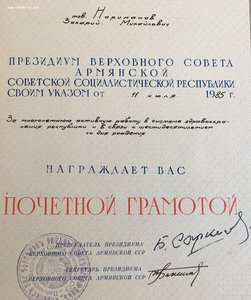 тов. Нариманов
Захарий Михайлович
ПРЕЗИДИУМ ВЕРХОВНОГО СОВЕТА
АРМЯНСКОЙ
СОВЕТСКОЙ СОЦИАЛИСТИЧЕСКОЙ РЕСПУБЛИКИ
СВОИМ УКАЗОМ от 11 июля 1985 г.
За многолетнюю активную работу в системе здравоохра-
нения республики и в связи с шестидесятилетием
со дня рождения
НАГРАЖДАЕТ ВАС
ПОЧЕТНОЙ ГРАМОТОЙ
ПРЕДСЕДАТЕЛЬ ПРЕЗИДИУМА
ВЕРХОВНОГО СОВЕТА АРМЯНСКОЙ ССР
СЕКРЕТАРЬ ПРЕЗИДИУМА
ВЕРХОВНОГО СОВЕТА АРМЯНСКОЙ ССР